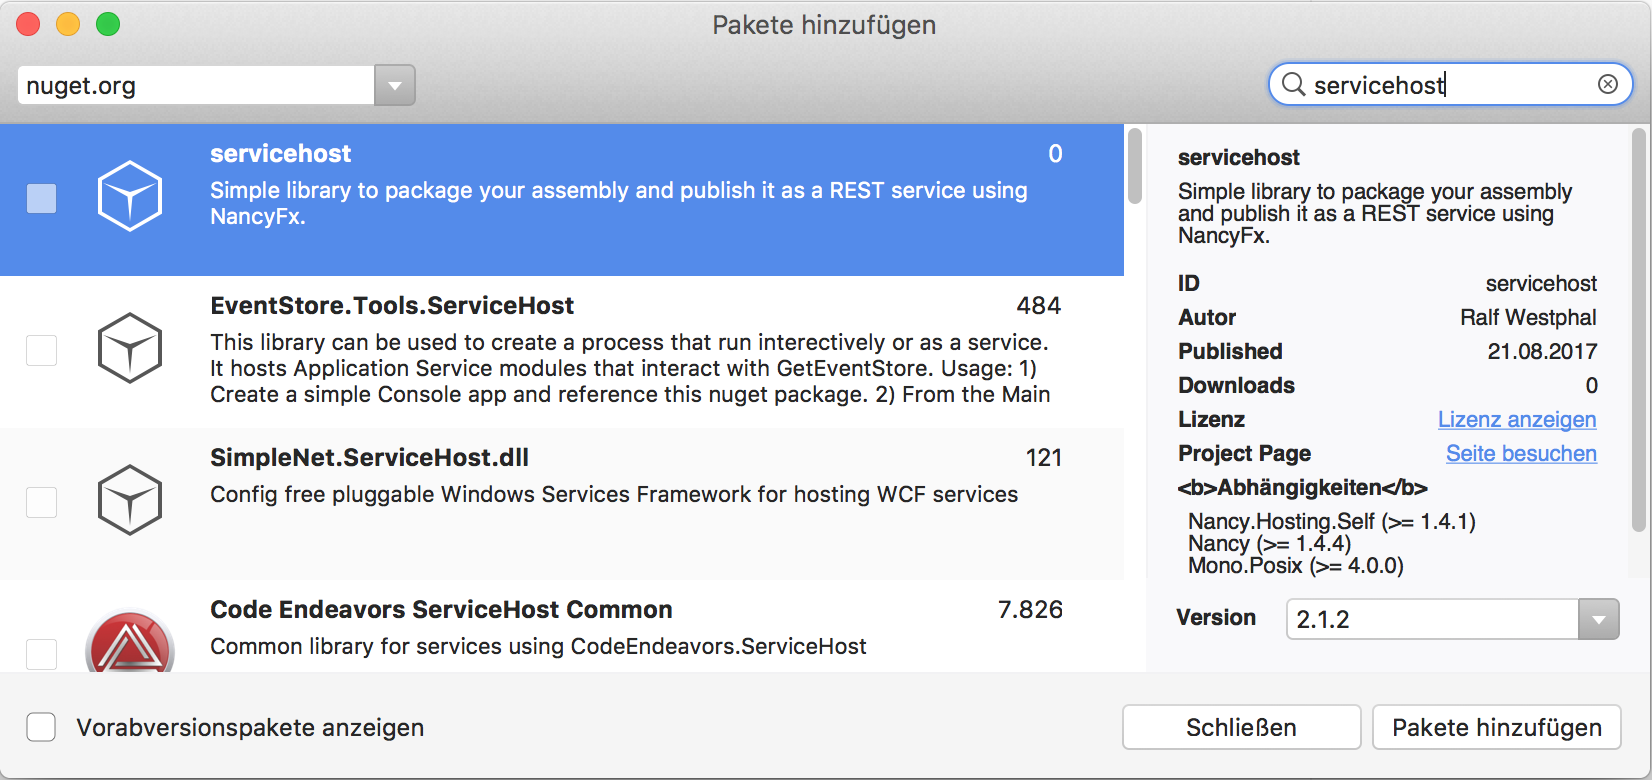 Pakete hinzufügen
nuget.org
servicehost
servicehost 0
Simple library to package your assembly and publish it as a REST service using
NancyFx.
EventStore.Tools.ServiceHost 484
This library can be used to create a process that run interectively or as a service.
It hosts Application Service modules that interact with GetEventStore. Usage: 1)
Create a simple Console app and reference this nuget package. 2) From the Main
SimpleNet.ServiceHost.dll 121
Config free pluggable Windows Services Framework for hosting WCF services
Code Endeavors ServiceHost Common 7.826
Common library for services using CodeEndeavors.ServiceHost
servicehost
Simple library to package your assembly
and publish it as a REST service using
NancyFx.
ID servicehost
Autor Ralf Westphal
Published 21.08.2017
Downloads 0
Lizenz Lizenz anzeigen
Project Page Seite besuchen
<b>Abhängigkeiten</b>
Nancy.Hosting.Self (>= 1.4.1)
Nancy (>= 1.4.4)
Mono.Posix (>= 4.0.0)
Version 2.1.2
Vorabversionspakete anzeigen
Schließen
Pakete hinzufügen